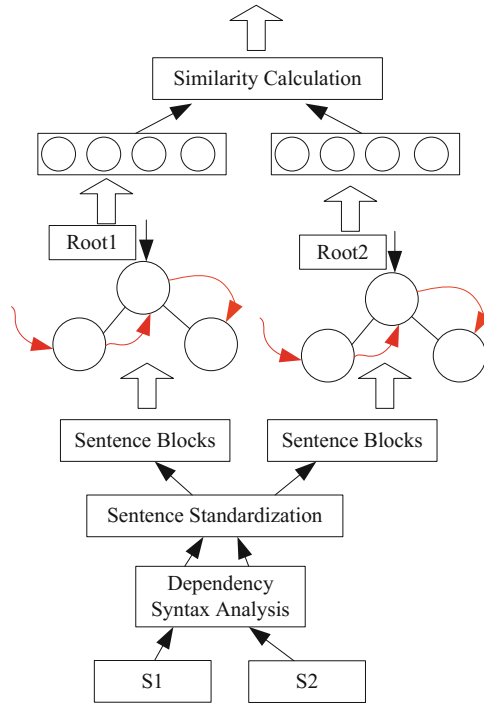 Similarity Calculation
Root1
Root2
Sentence Blocks
Sentence Blocks
Sentence Standardization
Dependency
Syntax Analysis
S1
S2